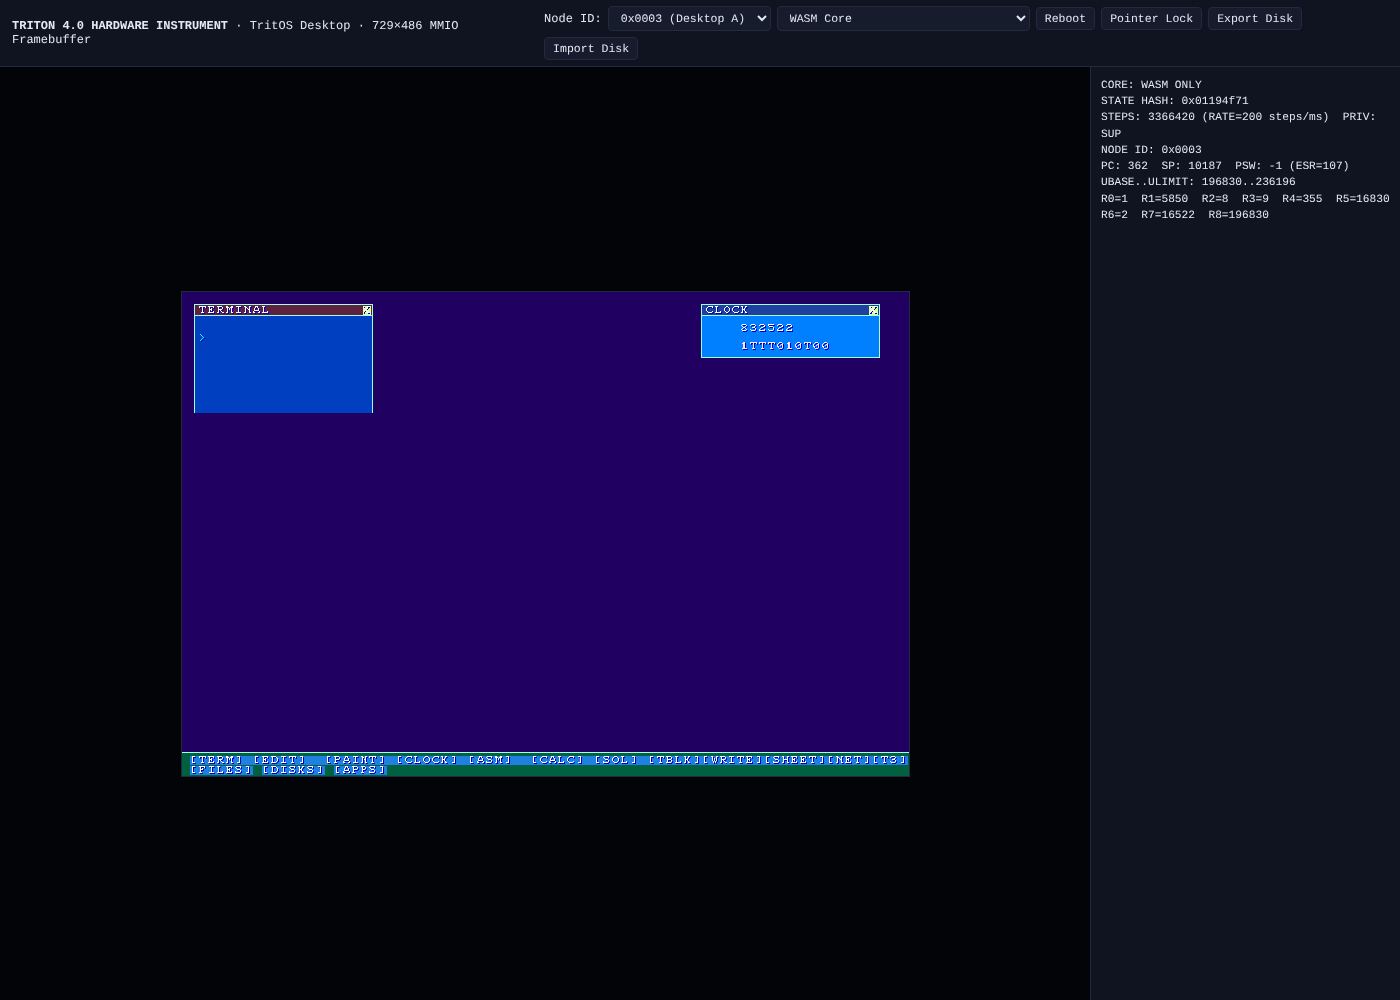 TRITON 4.0 HARDWARE INSTRUMENT · TritOS Desktop · 729×486 MMIO
Framebuffer
Node ID: 0x0003 (Desktop A) WASM Core Reboot Pointer Lock Export Disk
Import Disk
CORE: WASM ONLY
STATE HASH: 0x01194f71
STEPS: 3366420 (RATE=200 steps/ms) PRIV:
SUP
NODE ID: 0x0003
PC: 362 SP: 10187 PSW: -1 (ESR=107)
UBASE..ULIMIT: 196830..236196
R0=1 R1=5850 R2=8 R3=9 R4=355 R5=16830
R6=2 R7=16522 R8=196830
TERMINAL
>
CLOCK
832522
1TTT010T00
[TERM] [EDIT] [PAINT] [CLOCK] [ASM] [CALC] [SOL] [TBLK][WRITE][SHEET][NET][T3]
[FILES] [DISKS] [APPS]